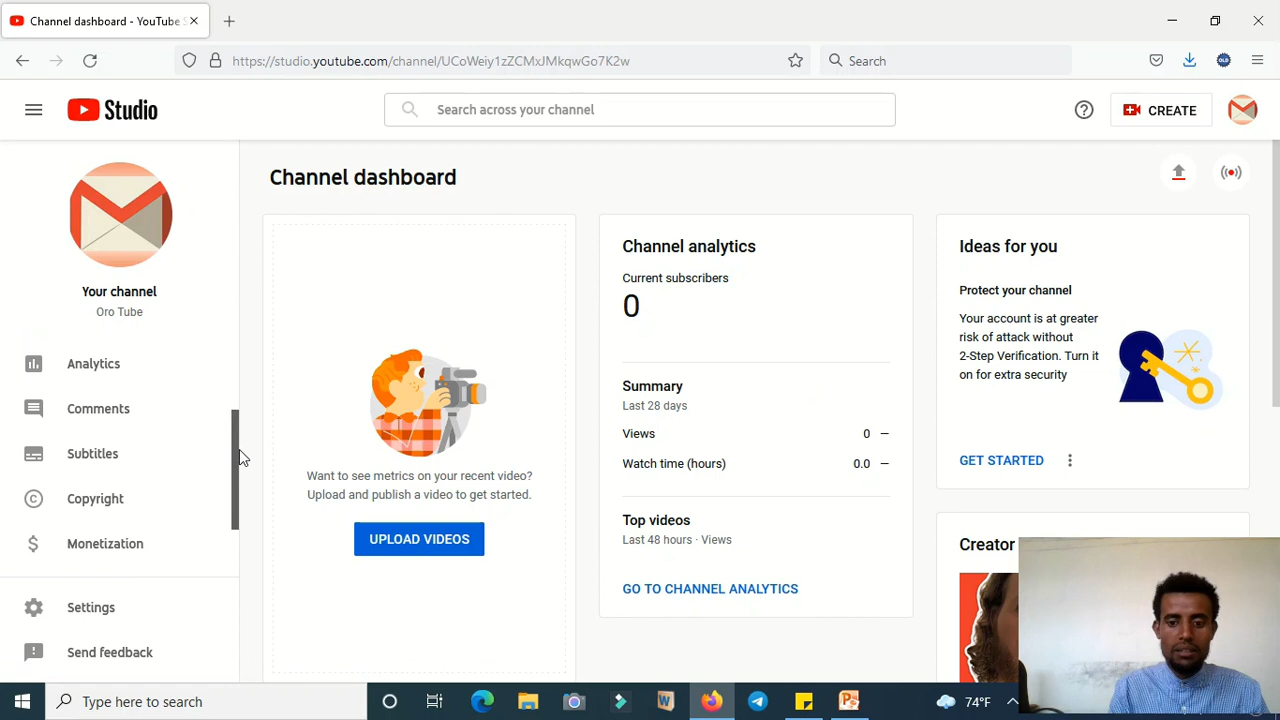 Channel dashboard - YouTube S
https://studio.youtube.com/channel/UCoWeiy1zZCMxJMkqwGo7K2w
Search
OLD
Studio
Search across your channel
CREATE
Your channel
Oro Tube
Analytics
Comments
Subtitles
Copyright
Monetization
Settings
Send feedback
Channel dashboard
Want to see metrics on your recent video?
Upload and publish a video to get started.
UPLOAD VIDEOS
Channel analytics
Current subscribers
0
Summary
Last 28 days
Views 0 —
Watch time (hours) 0.0 —
Top videos
Last 48 hours · Views
GO TO CHANNEL ANALYTICS
Ideas for you
Protect your channel
Your account is at greater
risk of attack without
2-Step Verification. Turn it
on for extra security
GET STARTED
Creator
Type here to search
74°F